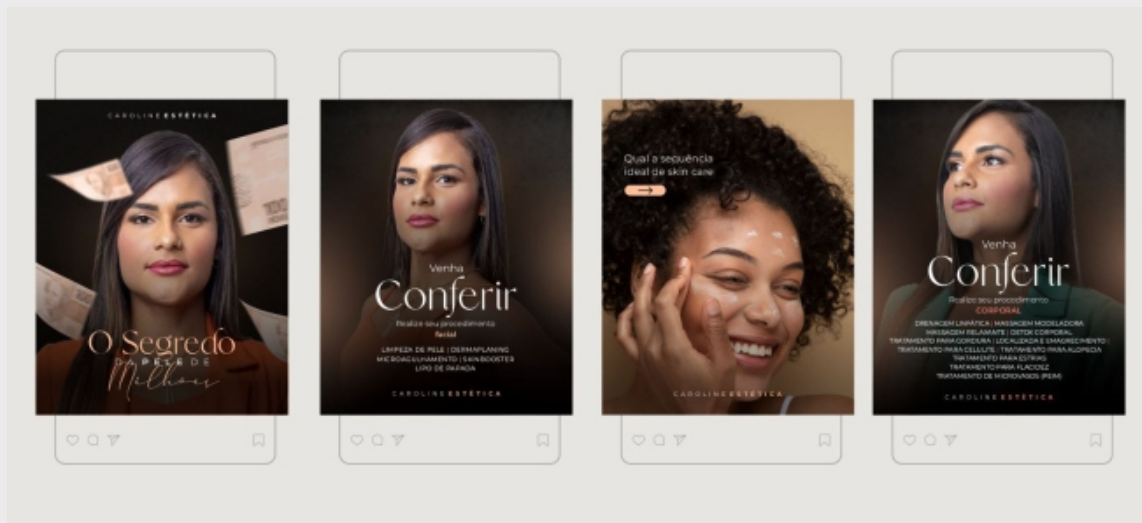 CAROLINE ESTÉTICA
O Segredo
DA PELE DE
Milhões
Venha
Conferir
Realize seu procedimento
facial
LIMPEZA DE PELE | DERMAPLANING
MICROAGULHAMENTO | SKINBOOSTER
LIPO DE PAPADA
CAROLINE ESTÉTICA
Qual a sequência
ideal de skin care
CAROLINE ESTÉTICA
Venha
Conferir
Realize seu procedimento
CORPORAL
DRENAGEM LINFÁTICA | MASSAGEM MODELADORA
MASSAGEM RELAXANTE | DETOX CORPORAL
TRATAMENTO PARA GORDURA | LOCALIZADA E EMAGRECIMENTO |
TRATAMENTO PARA CELULITE | TRATAMENTO PARA ALOPECIA
TRATAMENTO PARA ESTRIAS
TRATAMENTO PARA FLACIDEZ
TRATAMENTO DE MICROVASOS (PEIM)
CAROLINE ESTÉTICA